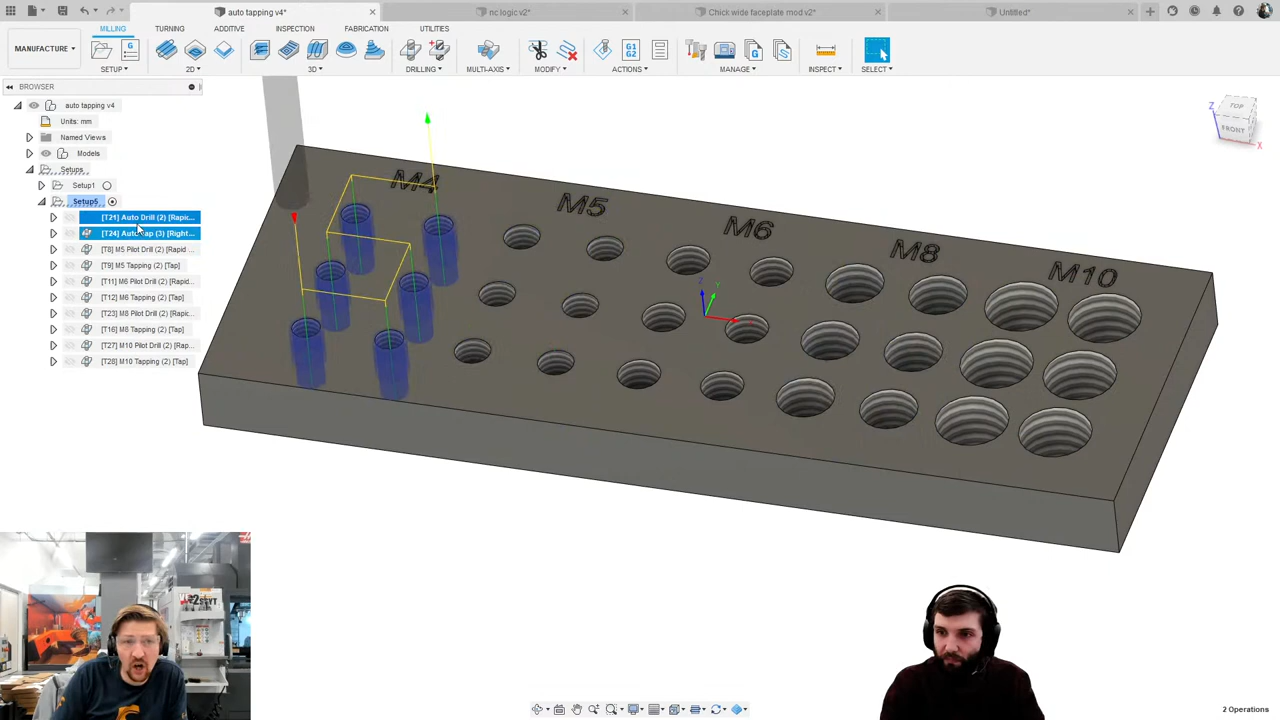 auto tapping v4*
nc logic v2*
Chick wide faceplate mod v2*
Untitled*
MILLING
TURNING
ADDITIVE
INSPECTION
FABRICATION
UTILITIES
MANUFACTURE
SETUP
2D
3D
DRILLING
MULTI-AXIS
MODIFY
ACTIONS
MANAGE
INSPECT
SELECT
BROWSER
auto tapping v4
Units: mm
Named Views
Models
Setups
Setup1
Setup5
[T21] Auto Drill (2) [Rapic...
[T24] Auto ap (3) [Right...
[T8] M5 Pilot Drill (2) [Rapid ...
[T9] M5 Tapping (2) [Tap]
[T11] M6 Pilot Drill (2) [Rapid...
[T12] M6 Tapping (2) [Tap]
[T23] M8 Pilot Drill (2) [Rapid...
[T16] M8 Tapping (2) [Tap]
[T27] M10 Pilot Drill (2) [Rap...
[T28] M10 Tapping (2) [Tap]
M4
M5
M6
M8
M10
Z
Y
TOP
FRONT
Z
X
G1
G2
2 Operations